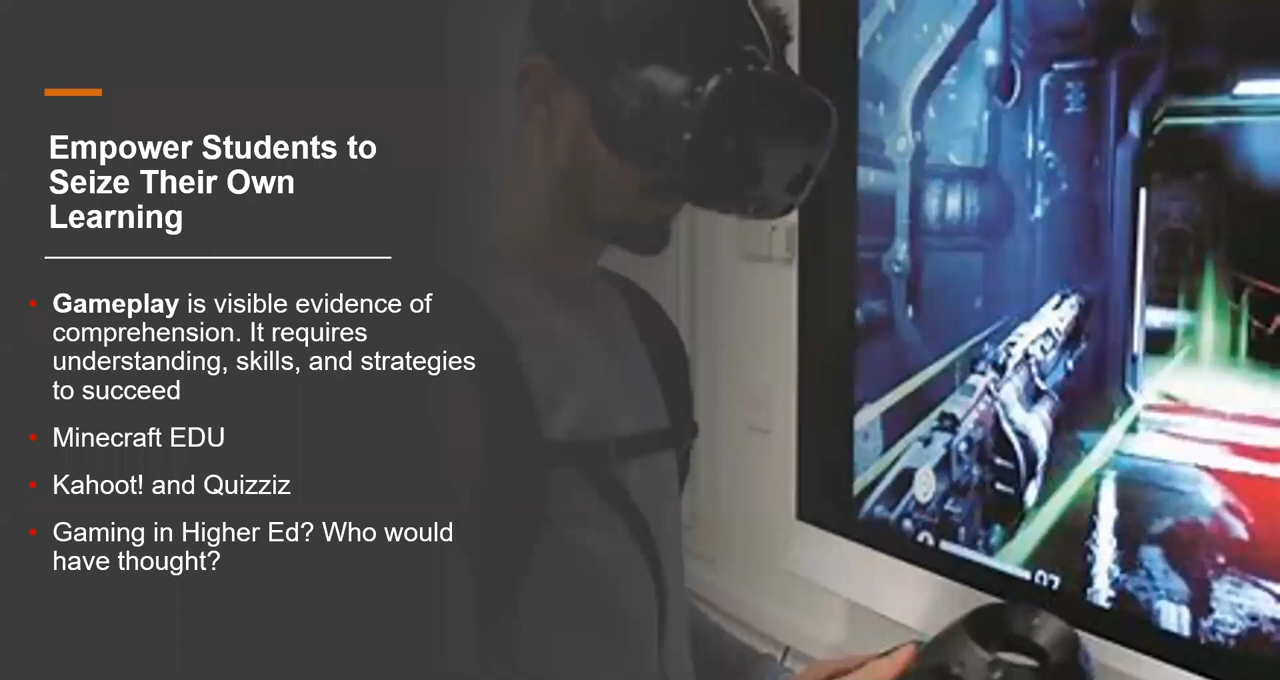 Empower Students to
Seize Their Own
Learning
• Gameplay is visible evidence of
comprehension. It requires
understanding, skills, and strategies
to succeed
• Minecraft EDU
• Kahoot! and Quizziz
• Gaming in Higher Ed? Who would
have thought?